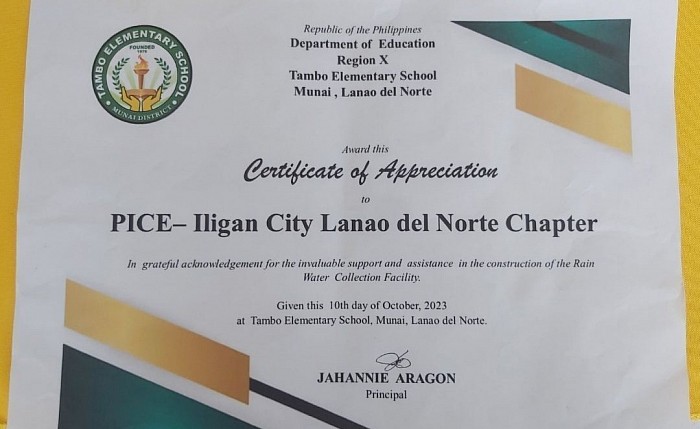 TAMBO ELEMENTARY SCHOOL
FOUNDED
MUNAI DISTRICT
Republic of the Philippines
Department of Education
Region X
Tambo Elementary School
Munai , Lanao del Norte
Award this
Certificate of Appreciation
to
PICE– Iligan City Lanao del Norte Chapter
In grateful acknowledgement for the invaluable support and assistance in the construction of the Rain
Water Collection Facility.
Given this 10th day of October, 2023
at Tambo Elementary School, Munai, Lanao del Norte.
JAHANNIE ARAGON
Principal